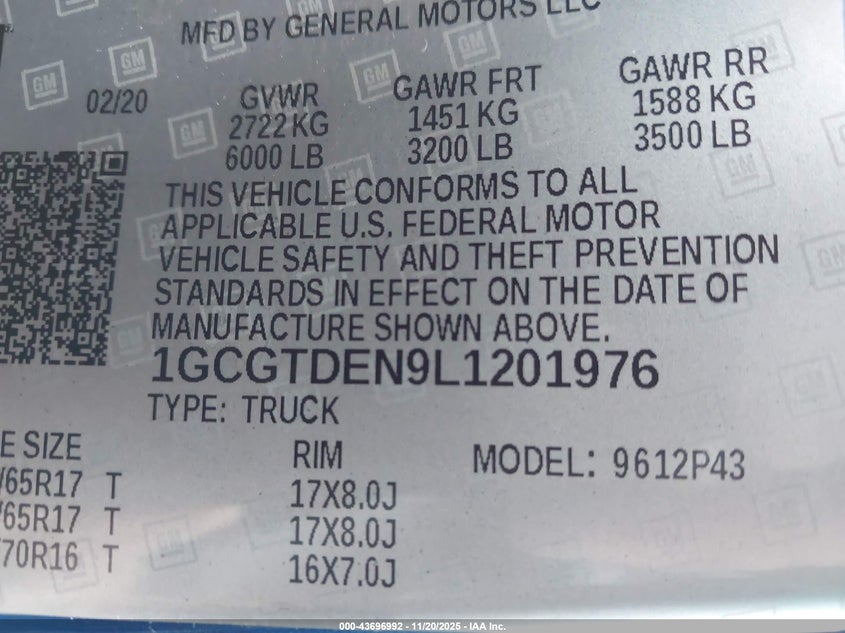 MFD BY GENERAL MOTORS LLC
02/20 GVWR GAWR FRT GAWR RR
2722 KG 1451 KG 1588 KG
6000 LB 3200 LB 3500 LB
THIS VEHICLE CONFORMS TO ALL
APPLICABLE U.S. FEDERAL MOTOR
VEHICLE SAFETY AND THEFT PREVENTION
STANDARDS IN EFFECT ON THE DATE OF
MANUFACTURE SHOWN ABOVE.
1GCGTDEN9L1201976
TYPE: TRUCK
E SIZE RIM MODEL: 9612P43
/65R17 T 17X8.0J
/65R17 T 17X8.0J
/70R16 T 16X7.0J
000-43696992 - 11/20/2025 - IAA Inc.